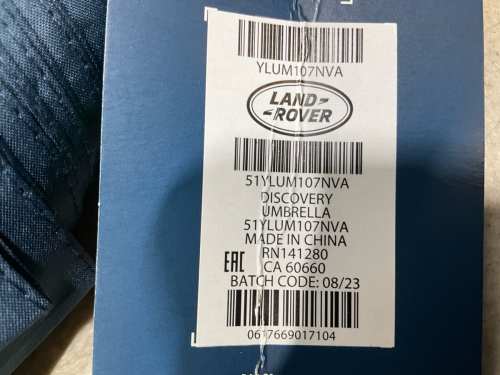 YLUM107NVA
LAND
ROVER
51YLUM107NVA
DISCOVERY
UMBRELLA
51YLUM107NVA
MADE IN CHINA
RN141280
EAC CA 60660
BATCH CODE: 08/23
0617669017104